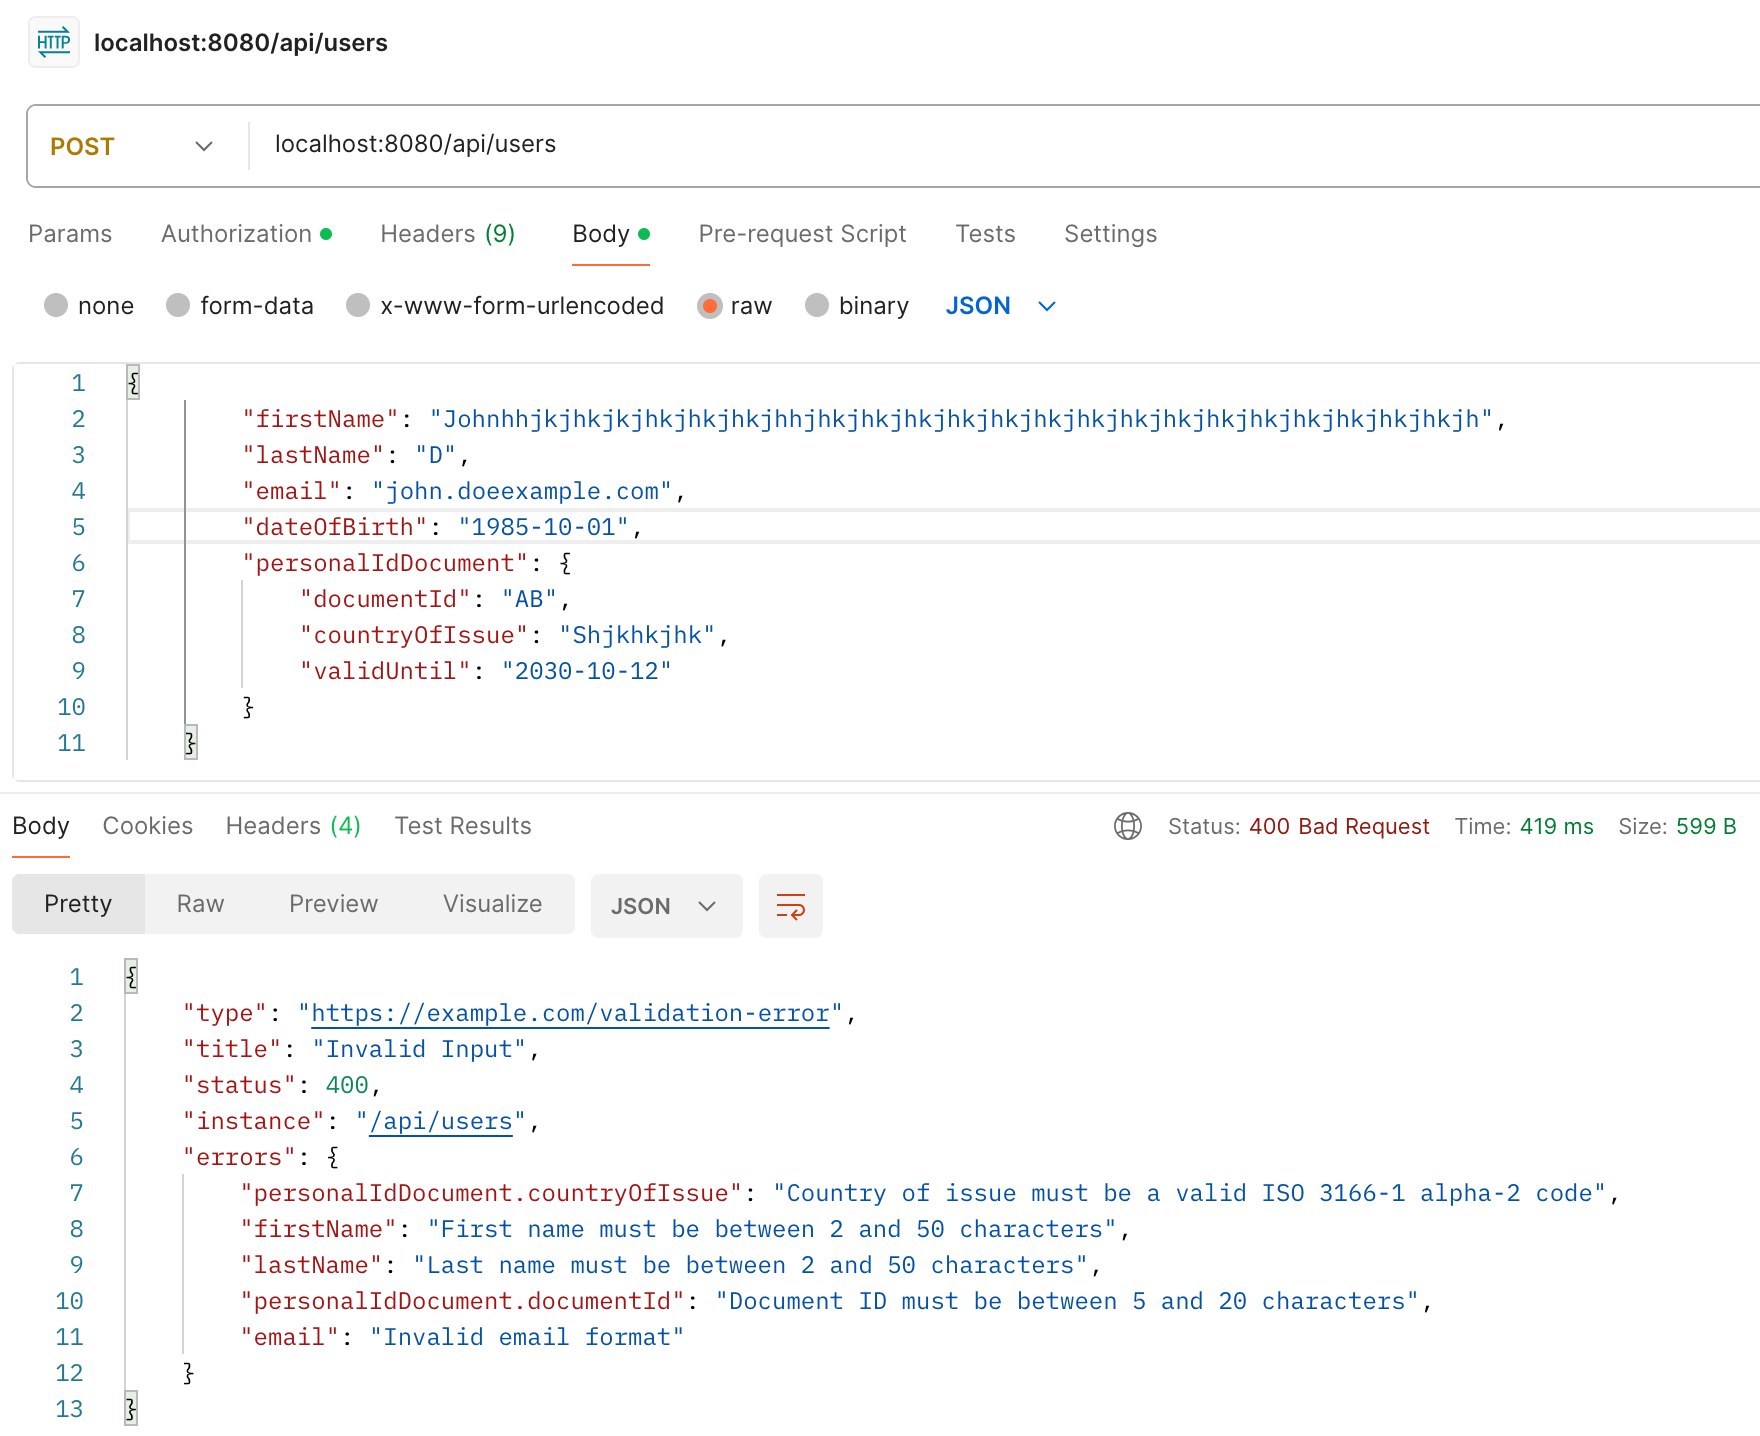 HTTP localhost:8080/api/users
POST localhost:8080/api/users
Params Authorization Headers (9) Body Pre-request Script Tests Settings
none form-data x-www-form-urlencoded raw binary JSON
1 {
2 "firstName": "Johnhhjkjhkjkjhkjhkjhkjhhjhkjhkjhkjhkjhkjhkjhkjhkjhkjhkjhkjhkjhkjhkjhkjh",
3 "lastName": "D",
4 "email": "john.doeexample.com",
5 "dateOfBirth": "1985-10-01",
6 "personalIdDocument": {
7 "documentId": "AB",
8 "countryOfIssue": "Shjkhkjhk",
9 "validUntil": "2030-10-12"
10 }
11 }
Body Cookies Headers (4) Test Results Status: 400 Bad Request Time: 419 ms Size: 599 B
Pretty Raw Preview Visualize JSON
1 {
2 "type": "https://example.com/validation-error",
3 "title": "Invalid Input",
4 "status": 400,
5 "instance": "/api/users",
6 "errors": {
7 "personalIdDocument.countryOfIssue": "Country of issue must be a valid ISO 3166-1 alpha-2 code",
8 "firstName": "First name must be between 2 and 50 characters",
9 "lastName": "Last name must be between 2 and 50 characters",
10 "personalIdDocument.documentId": "Document ID must be between 5 and 20 characters",
11 "email": "Invalid email format"
12 }
13 }